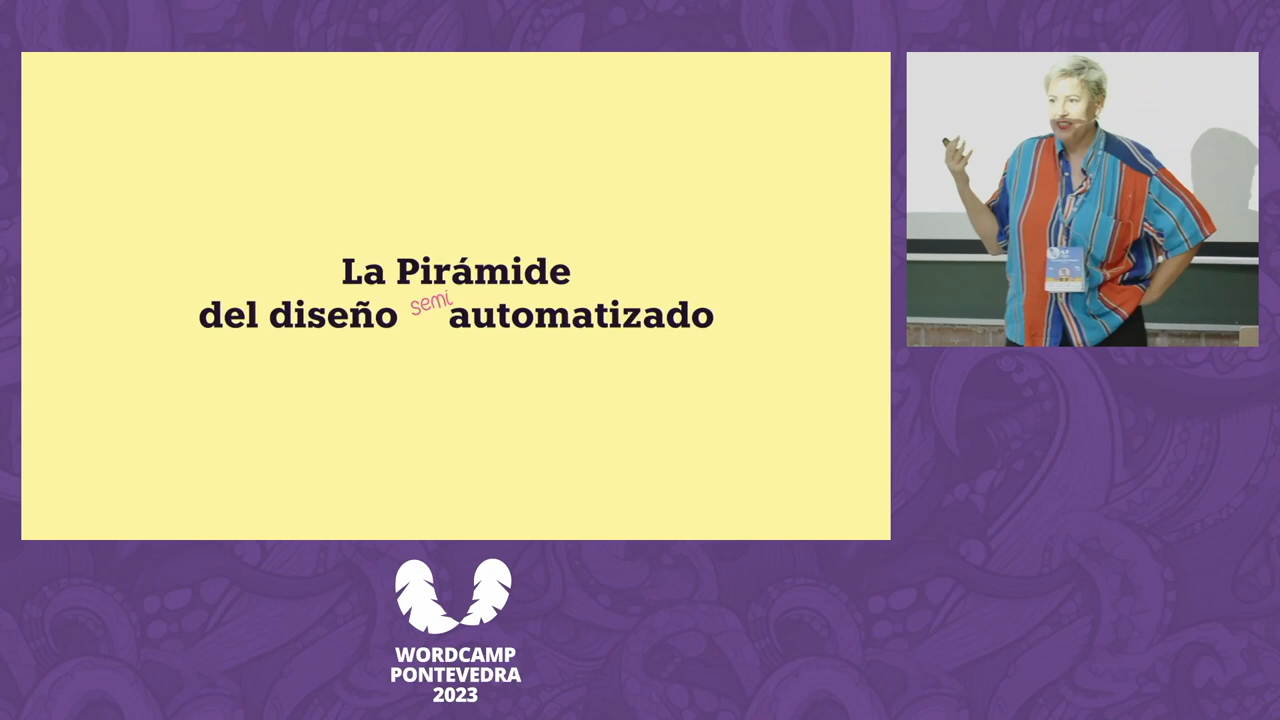 La Pirámide
del diseño semi automatizado
WORDCAMP
PONTEVEDRA
2023